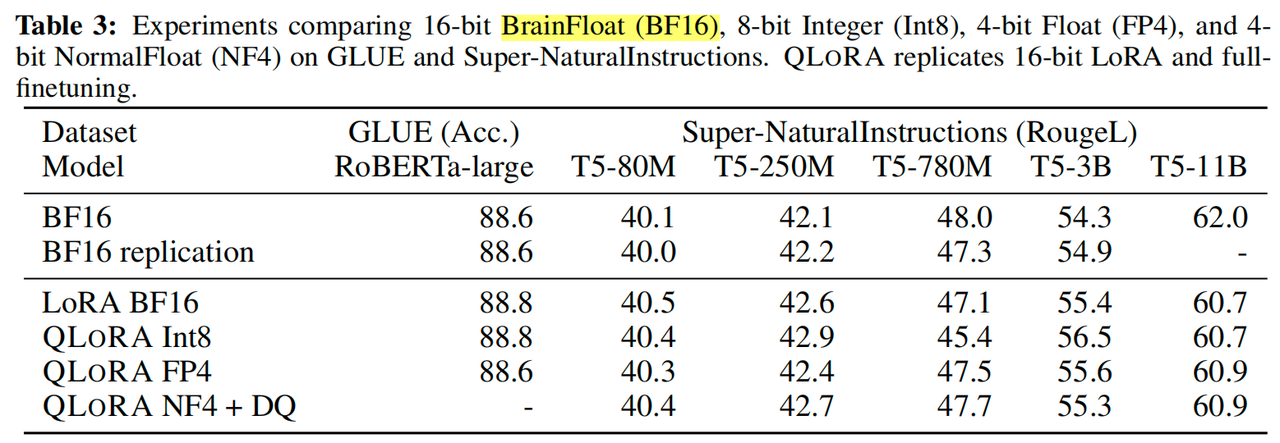 Table 3: Experiments comparing 16-bit BrainFloat (BF16), 8-bit Integer (Int8), 4-bit Float (FP4), and 4-
bit NormalFloat (NF4) on GLUE and Super-NaturalInstructions. QLORA replicates 16-bit LoRA and full-
finetuning.
Dataset GLUE (Acc.) Super-NaturalInstructions (RougeL)
Model RoBERTa-large T5-80M T5-250M T5-780M T5-3B T5-11B
BF16 88.6 40.1 42.1 48.0 54.3 62.0
BF16 replication 88.6 40.0 42.2 47.3 54.9 -
LoRA BF16 88.8 40.5 42.6 47.1 55.4 60.7
QLORA Int8 88.8 40.4 42.9 45.4 56.5 60.7
QLORA FP4 88.6 40.3 42.4 47.5 55.6 60.9
QLORA NF4 + DQ - 40.4 42.7 47.7 55.3 60.9